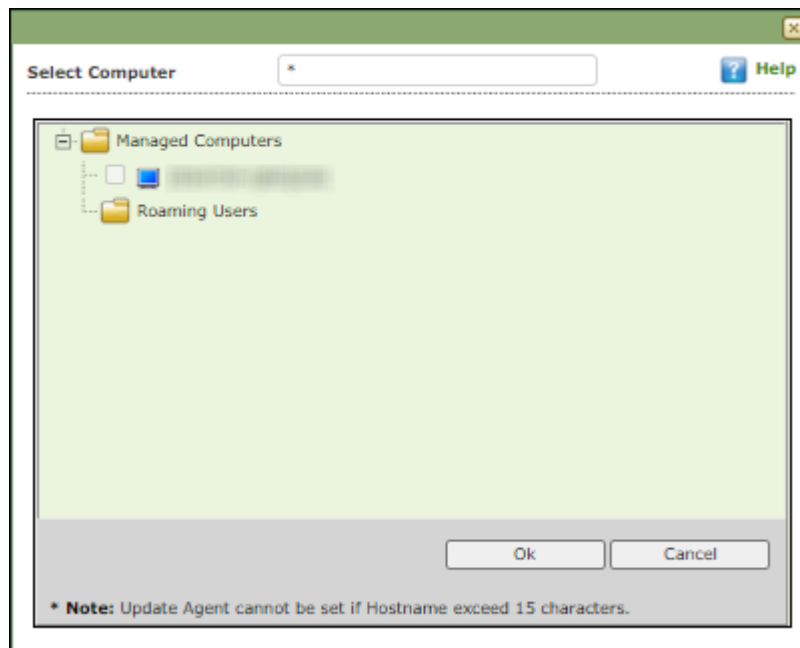 Select Computer
*
? Help
Managed Computers
Roaming Users
Ok Cancel
* Note: Update Agent cannot be set if Hostname exceed 15 characters.